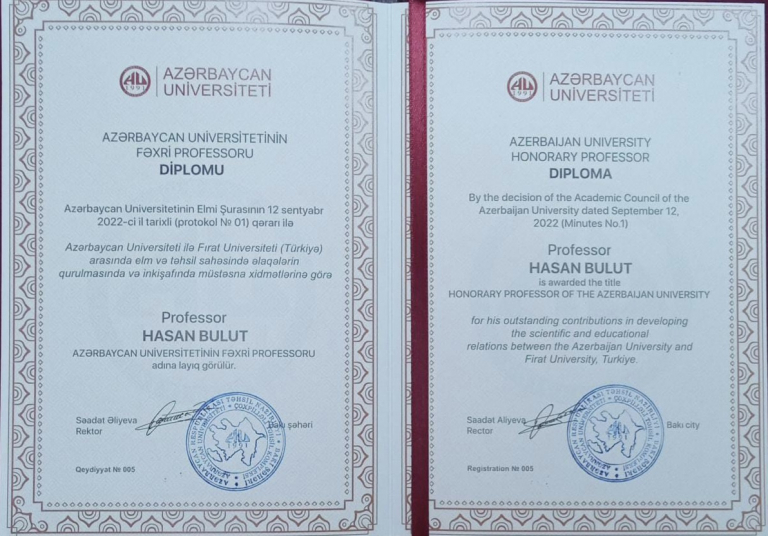 AZƏRBAYCAN
UNİVERSİTETİ
1991
AZƏRBAYCAN UNİVERSİTETİNİN
FƏXRİ PROFESSORU
DİPLOMU
Azərbaycan Universitetinin Elmi Şurasının 12 sentyabr
2022-ci il tarixli (protokol № 01) qərarı ilə
Azərbaycan Universiteti ilə Fırat Universiteti (Türkiyə)
arasında elm və təhsil sahəsində əlaqələrin
qurulmasında və inkişafında müstəsna xidmətlərinə görə
Professor
HASAN BULUT
AZƏRBAYCAN UNİVERSİTETİNİN FƏXRİ PROFESSORU
adına layiq görülür.
Səadət Əliyeva
Rektor
Bakı şəhəri
Qeydiyyat № 005
AZƏRBAYCAN
UNİVERSİTETİ
1991
AZERBAIJAN UNIVERSITY
HONORARY PROFESSOR
DIPLOMA
By the decision of the Academic Council of the
Azerbaijan University dated September 12,
2022 (Minutes No.1)
Professor
HASAN BULUT
is awarded the title
HONORARY PROFESSOR OF THE AZERBAIJAN UNIVERSITY
for his outstanding contributions in developing
the scientific and educational
relations between the Azerbaijan University and
Firat University, Turkiye.
Saadat Aliyeva
Rector
Bakı city
Registration № 005